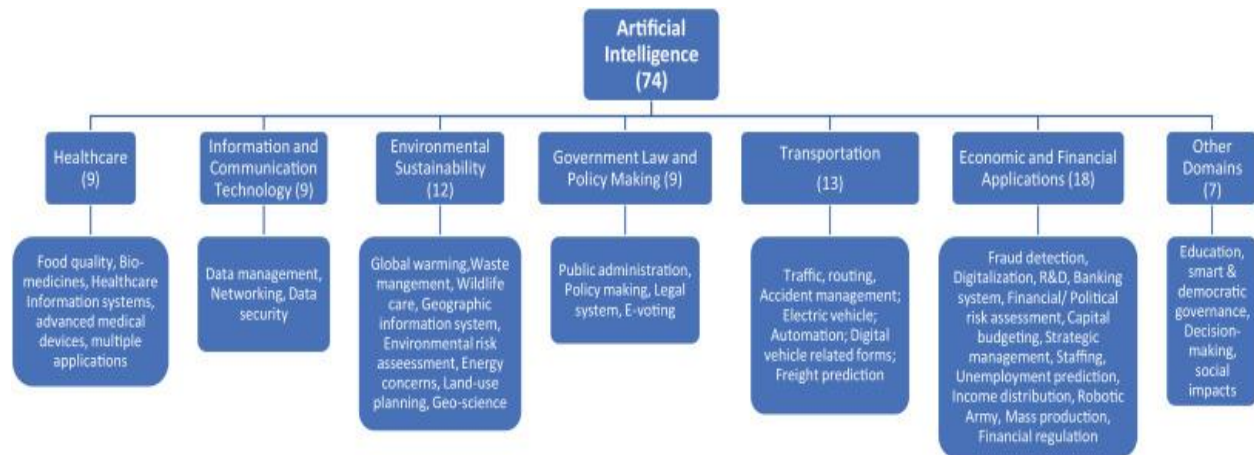 Artificial
Intelligence
(74)
Healthcare
(9)
Information and
Communication
Technology (9)
Environmental
Sustainability
(12)
Government Law and
Policy Making (9)
Transportation
(13)
Economic and Financial
Applications (18)
Other
Domains
(7)
Food quality, Bio-
medicines, Healthcare
Information systems,
advanced medical
devices, multiple
applications
Data management,
Networking, Data
security
Global warming,Waste
mangement, Wildlife
care, Geographic
information system,
Environmental risk
asseessment, Energy
concerns, Land-use
planning, Geo-science
Public administration,
Policy making, Legal
system, E-voting
Traffic, routing,
Accident management;
Electric vehicle;
Automation; Digital
vehicle related forms;
Freight prediction
Fraud detection,
Digitalization, R&D, Banking
system, Financial/ Political
risk assessment, Capital
budgeting, Strategic
management, Staffing,
Unemployment prediction,
Income distribution, Robotic
Army, Mass production,
Financial regulation
Education,
smart &
democratic
governance,
Decision-
making,
social
impacts